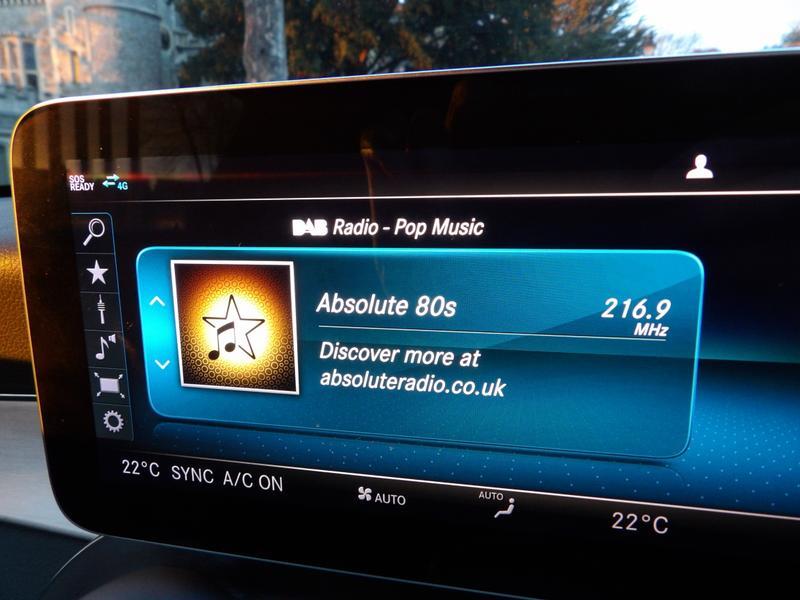 SOS
READY
4G
DAB Radio - Pop Music
Absolute 80s
216.9
MHz
Discover more at
absoluteradio.co.uk
22°C SYNC A/C ON
AUTO
AUTO
22°C